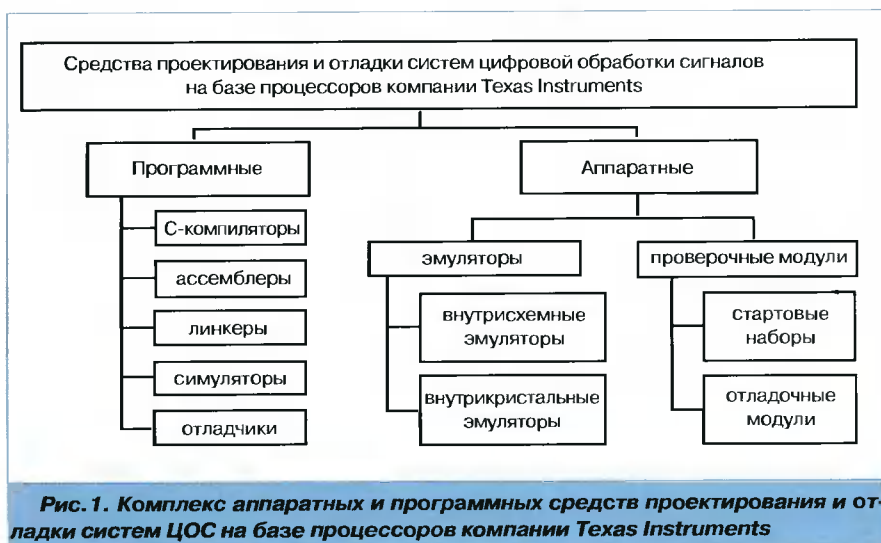 Средства проектирования и отладки систем цифровой обработки сигналов
на базе процессоров компании Texas Instruments
Программные
С-компиляторы
ассемблеры
линкеры
симуляторы
отладчики
Аппаратные
эмуляторы
внутрисхемные
эмуляторы
внутрикристальные
эмуляторы
проверочные модули
стартовые
наборы
отладочные
модули
Рис. 1. Комплекс аппаратных и программных средств проектирования и от-
ладки систем ЦОС на базе процессоров компании Texas Instruments